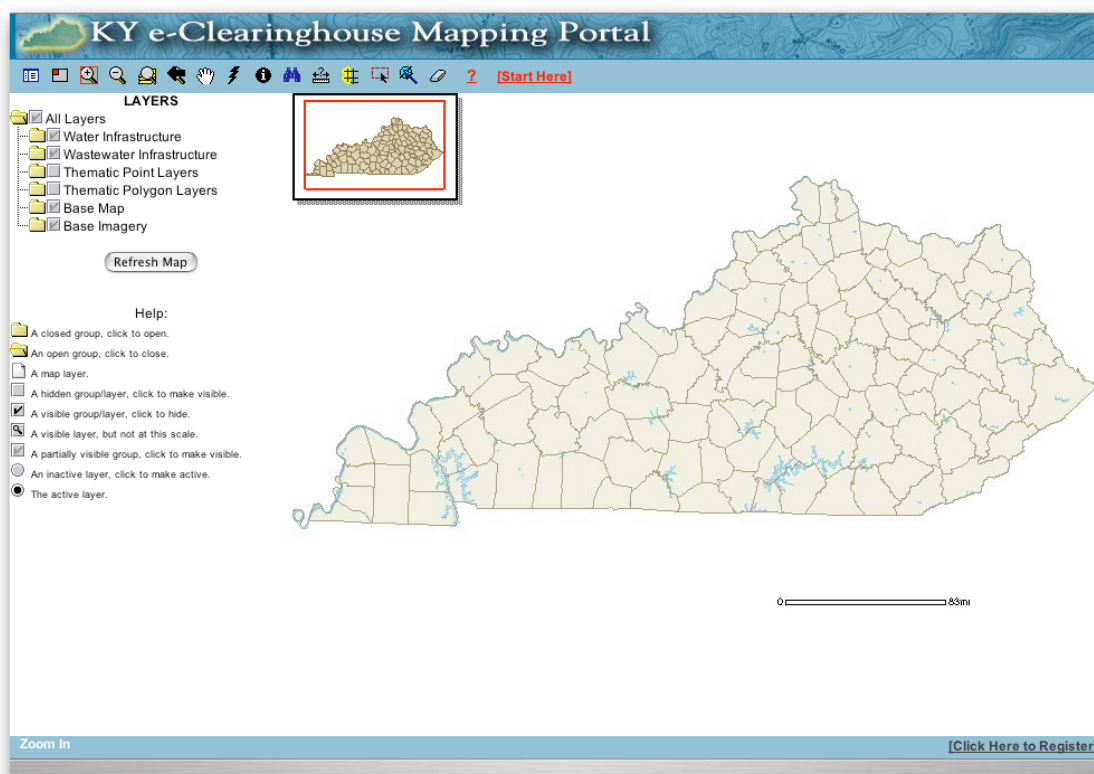 KY e-Clearinghouse Mapping Portal
? [Start Here]
LAYERS
All Layers
Water Infrastructure
Wastewater Infrastructure
Thematic Point Layers
Thematic Polygon Layers
Base Map
Base Imagery
Refresh Map
Help:
A closed group, click to open.
An open group, click to close.
A map layer.
A hidden group/layer, click to make visible.
A visible group/layer, click to hide.
A visible layer, but not at this scale.
A partially visible group, click to make visible.
An inactive layer, click to make active.
The active layer.
0 83mi
Zoom In
[Click Here to Register